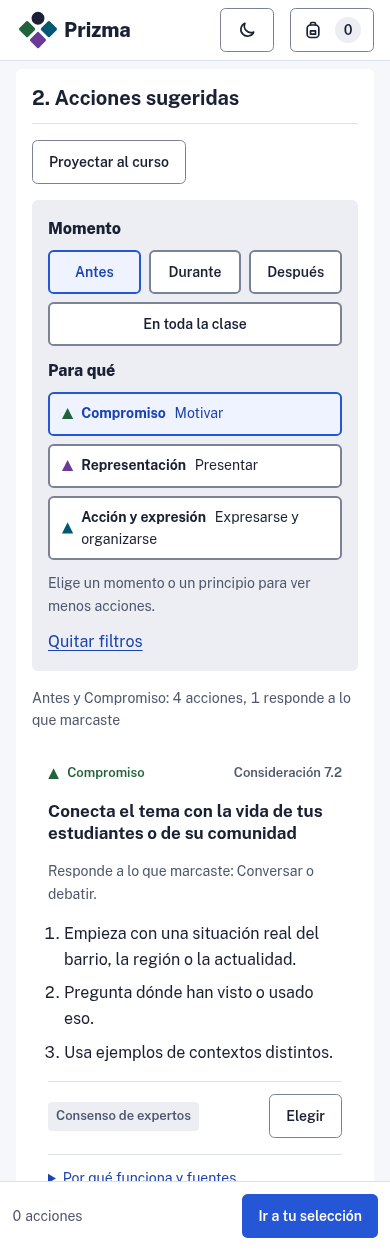 Prizma
0
2. Acciones sugeridas
Proyectar al curso
Momento
Antes
Durante
Después
En toda la clase
Para qué
Compromiso Motivar
Representación Presentar
Acción y expresión Expresarse y
organizarse
Elige un momento o un principio para ver
menos acciones.
Quitar filtros
Antes y Compromiso: 4 acciones, 1 responde a lo
que marcaste
Compromiso
Consideración 7.2
Conecta el tema con la vida de tus
estudiantes o de su comunidad
Responde a lo que marcaste: Conversar o
debatir.
1. Empieza con una situación real del
barrio, la región o la actualidad.
2. Pregunta dónde han visto o usado
eso.
3. Usa ejemplos de contextos distintos.
Consenso de expertos
Elegir
Por qué funciona y fuentes
0 acciones
Ir a tu selección